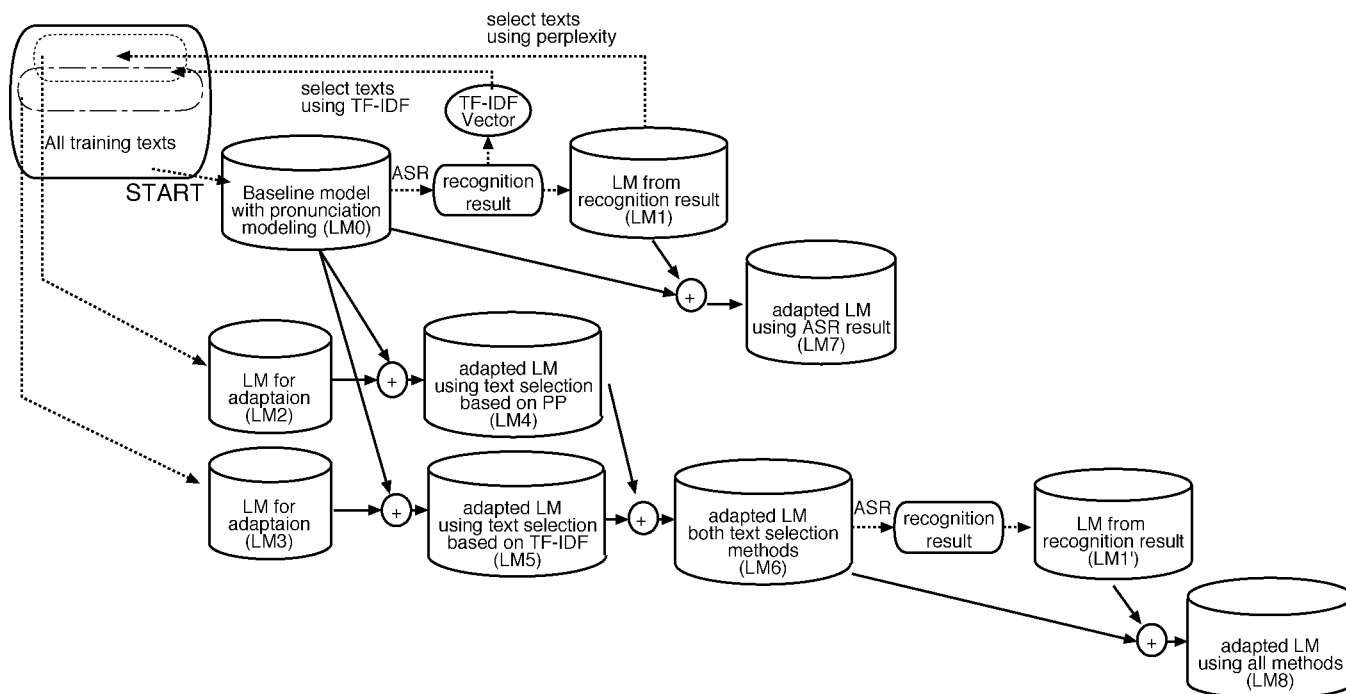 select texts
using perplexity
select texts
using TF-IDF
TF-IDF
Vector
All training texts
START
Baseline model
with pronunciation
modeling (LM0)
ASR
recognition
result
LM from
recognition result
(LM1)
+
adapted LM
using ASR result
(LM7)
LM for
adaptaion
(LM2)
+
adapted LM
using text selection
based on PP
(LM4)
LM for
adaptaion
(LM3)
+
adapted LM
using text selection
based on TF-IDF
(LM5)
+
adapted LM
both text selection
methods
(LM6)
ASR
recognition
result
LM from
recognition result
(LM1')
+
adapted LM
using all methods
(LM8)